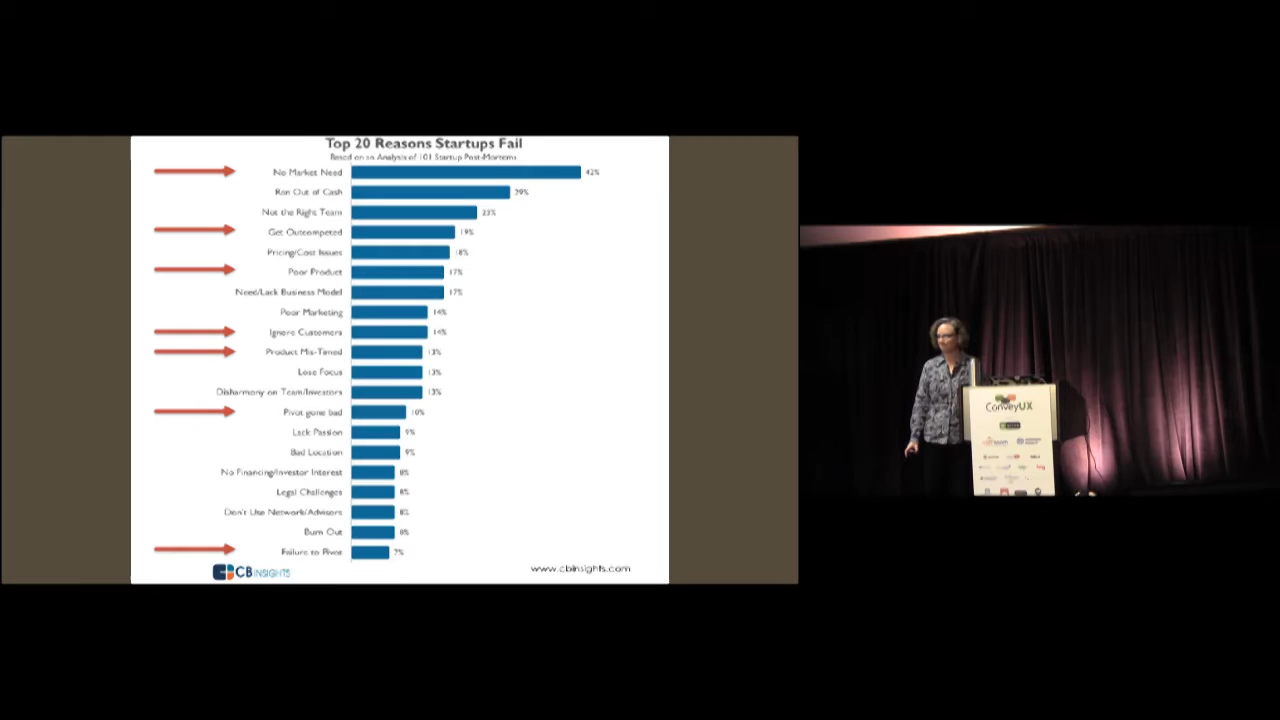 Top 20 Reasons Startups Fail
Based on an Analysis of 101 Startup Post-Mortems
No Market Need 42%
Ran Out of Cash 29%
Not the Right Team 23%
Get Outcompeted 19%
Pricing/Cost Issues 18%
Poor Product 17%
Need/Lack Business Model 17%
Poor Marketing 14%
Ignore Customers 14%
Product Mis-Timed 13%
Lose Focus 13%
Disharmony on Team/Investors 13%
Pivot gone bad 10%
Lack Passion 9%
Bad Location 9%
No Financing/Investor Interest 8%
Legal Challenges 8%
Don't Use Network/Advisors 8%
Burn Out 8%
Failure to Pivot 7%
CB INSIGHTS
www.cbinsights.com
ConveyUX